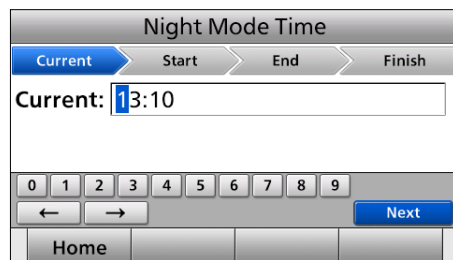 Night Mode Time
Current Start End Finish
Current: 13:10
0 1 2 3 4 5 6 7 8 9
← → Next
Home